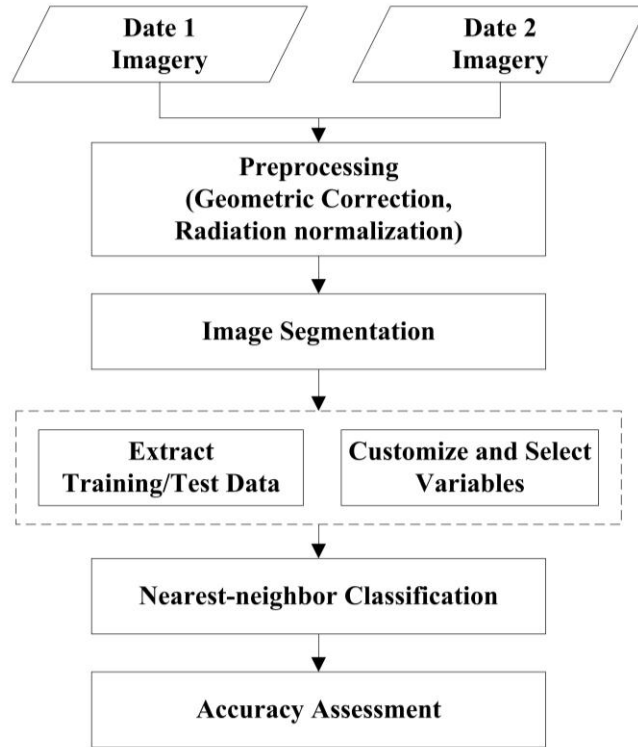 Date 1
Imagery
Date 2
Imagery
Preprocessing
(Geometric Correction,
Radiation normalization)
Image Segmentation
Extract
Training/Test Data
Customize and Select
Variables
Nearest-neighbor Classification
Accuracy Assessment